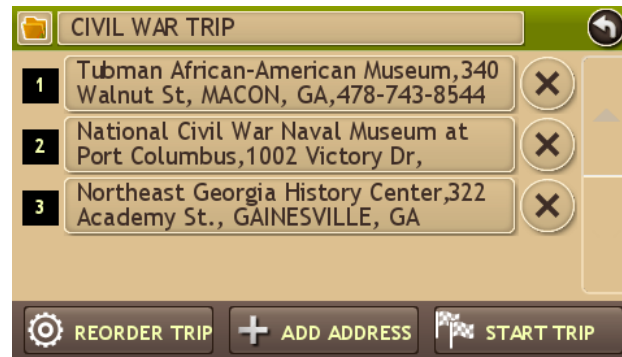 CIVIL WAR TRIP
1
Tubman African-American Museum,340
Walnut St, MACON, GA,478-743-8544
2
National Civil War Naval Museum at
Port Columbus,1002 Victory Dr,
3
Northeast Georgia History Center,322
Academy St., GAINESVILLE, GA
REORDER TRIP
ADD ADDRESS
START TRIP